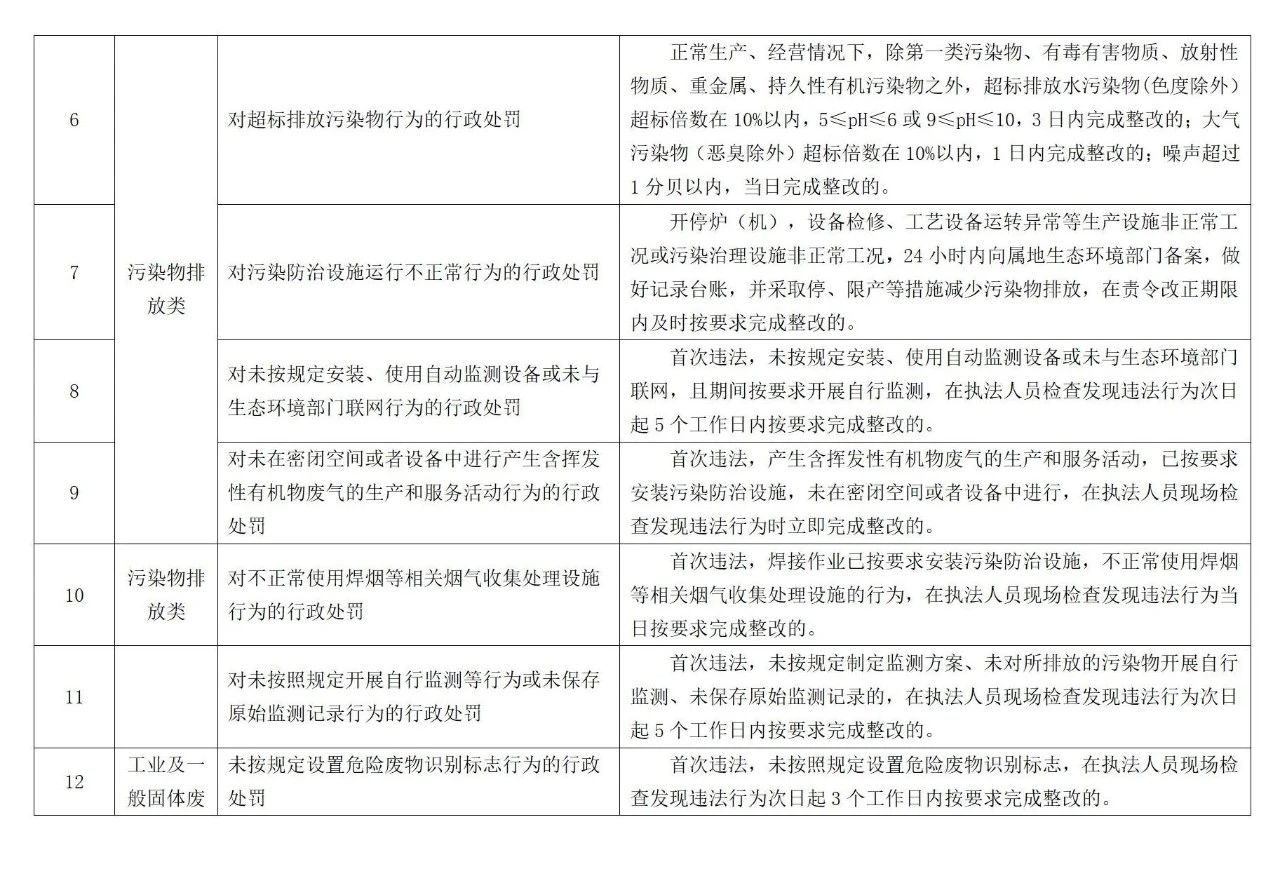 6
对超标排放污染物行为的行政处罚
正常生产、经营情况下，除第一类污染物、有毒有害物质、放射性
物质、重金属、持久性有机污染物之外，超标排放水污染物(色度除外）
超标倍数在 10%以内，5≤pH≤6 或 9≤pH≤10，3 日内完成整改的；大气
污染物（恶臭除外）超标倍数在 10%以内，1 日内完成整改的；噪声超过
1 分贝以内，当日完成整改的。
7
污染物排
放类
对污染防治设施运行不正常行为的行政处罚
开停炉（机），设备检修、工艺设备运转异常等生产设施非正常工
况或污染治理设施非正常工况，24 小时内向属地生态环境部门备案，做
好记录台账，并采取停、限产等措施减少污染物排放，在责令改正期限
内及时按要求完成整改的。
8
对未按规定安装、使用自动监测设备或未与
生态环境部门联网行为的行政处罚
首次违法，未按规定安装、使用自动监测设备或未与生态环境部门
联网，且期间按要求开展自行监测，在执法人员检查发现违法行为次日
起 5 个工作日内按要求完成整改的。
9
对未在密闭空间或者设备中进行产生含挥发
性有机物废气的生产和服务活动行为的行政
处罚
首次违法，产生含挥发性有机物废气的生产和服务活动，已按要求
安装污染防治设施，未在密闭空间或者设备中进行，在执法人员现场检
查发现违法行为时立即完成整改的。
10
污染物排
放类
对不正常使用焊烟等相关烟气收集处理设施
行为的行政处罚
首次违法，焊接作业已按要求安装污染防治设施，不正常使用焊烟
等相关烟气收集处理设施的行为，在执法人员现场检查发现违法行为当
日按要求完成整改的。
11
对未按照规定开展自行监测等行为或未保存
原始监测记录行为的行政处罚
首次违法，未按规定制定监测方案、未对所排放的污染物开展自行
监测、未保存原始监测记录的，在执法人员现场检查发现违法行为次日
起 5 个工作日内按要求完成整改的。
12
工业及一
般固体废
未按规定设置危险废物识别标志行为的行政
处罚
首次违法，未按照规定设置危险废物识别标志，在执法人员现场检
查发现违法行为次日起 3 个工作日内按要求完成整改的。